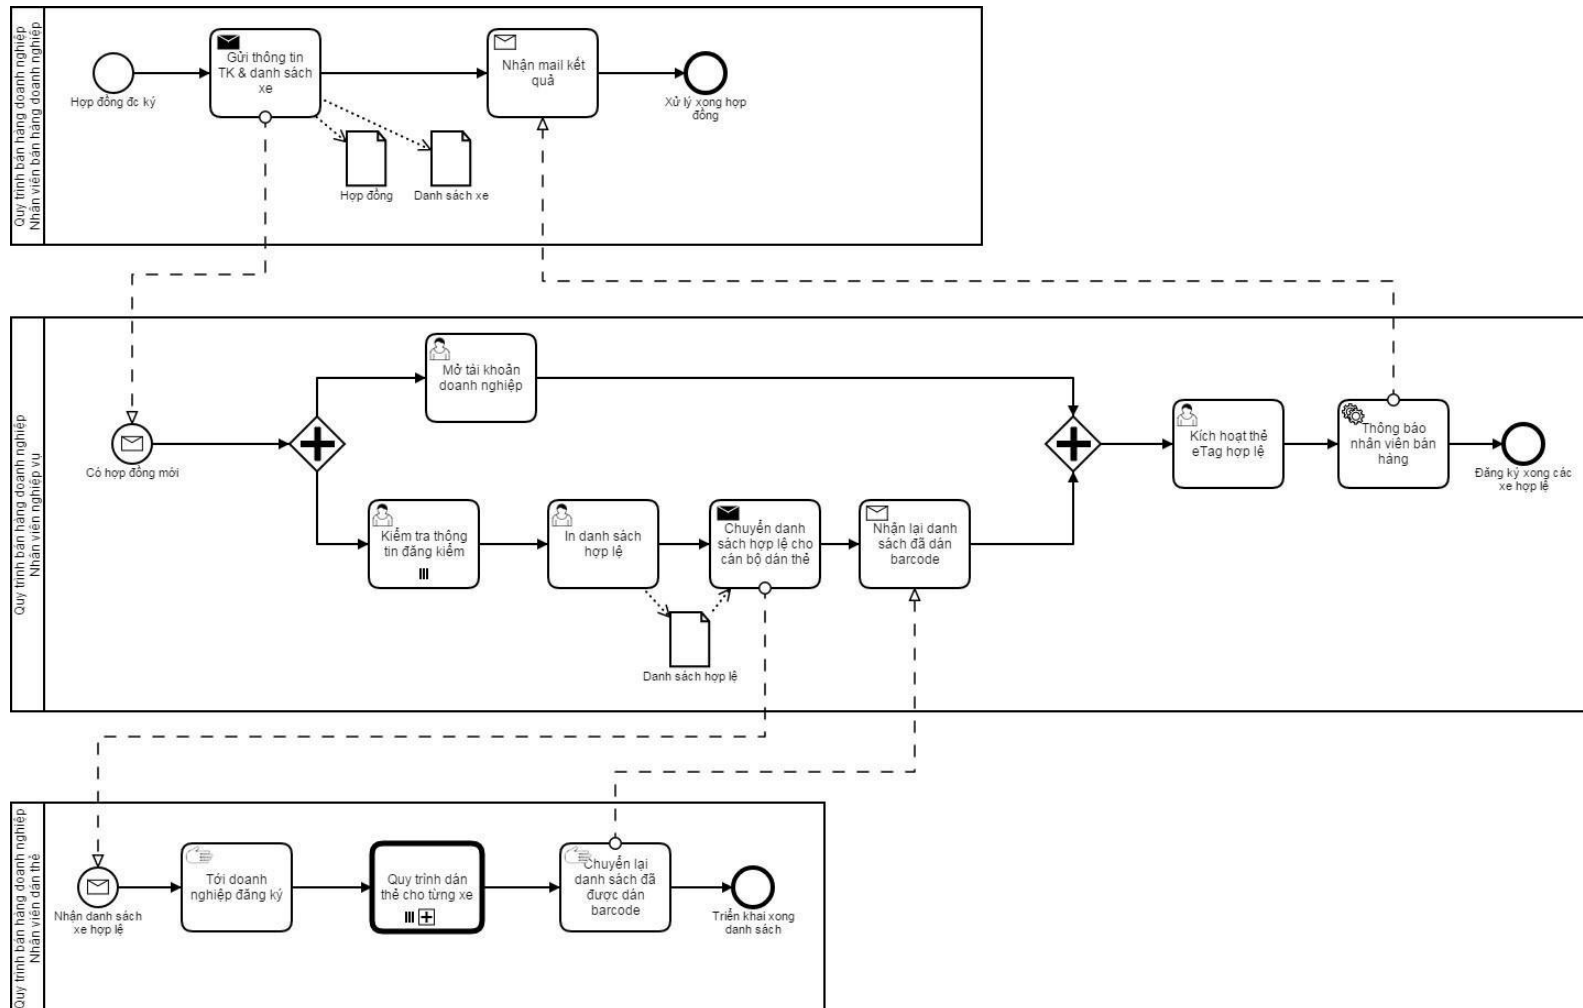 Quy trình bán hàng doanh nghiệp
Nhân viên bán hàng doanh nghiệp
Hợp đồng đc ký
Gửi thông tin
TK & danh sách
xe
Nhận mail kết
quả
Xử lý xong hợp
đồng
Hợp đồng
Danh sách xe
Quy trình bán hàng doanh nghiệp
Nhân viên nghiệp vụ
Có hợp đồng mới
Mở tài khoản
doanh nghiệp
Kiểm tra thông
tin đăng kiểm
In danh sách
hợp lệ
Chuyển danh
sách hợp lệ cho
cán bộ dán thẻ
Nhận lại danh
sách đã dán
barcode
Danh sách hợp lệ
Kích hoạt thẻ
eTag hợp lệ
Thông báo
nhân viên bán
hàng
Đăng ký xong các
xe hợp lệ
Quy trình bán hàng doanh nghiệp
Nhân viên dán thẻ
Nhận danh sách
xe hợp lệ
Tới doanh
nghiệp đăng ký
Quy trình dán
thẻ cho từng xe
Chuyển lại
danh sách đã
được dán
barcode
Triển khai xong
danh sách